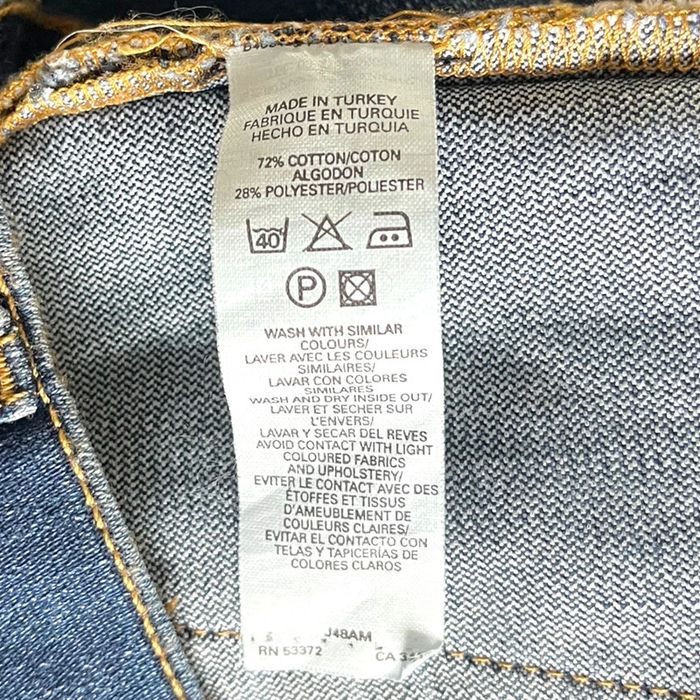 MADE IN TURKEY
FABRIQUE EN TURQUIE
HECHO EN TURQUIA
72% COTTON/COTON
ALGODON
28% POLYESTER/POLIESTER
40
P
WASH WITH SIMILAR
COLOURS/
LAVER AVEC LES COULEURS
SIMILAIRES/
LAVAR CON COLORES
SIMILARES
WASH AND DRY INSIDE OUT/
LAVER ET SECHER SUR
L'ENVERS/
LAVAR Y SECAR DEL REVES
AVOID CONTACT WITH LIGHT
COLOURED FABRICS
AND UPHOLSTERY/
EVITER LE CONTACT AVEC DES
ÉTOFFES ET TISSUS
D'AMEUBLEMENT DE
COULEURS CLAIRES/
EVITAR EL CONTACTO CON
TELAS Y TAPICERÍAS DE
COLORES CLAROS
J48AM
RN 53372 CA